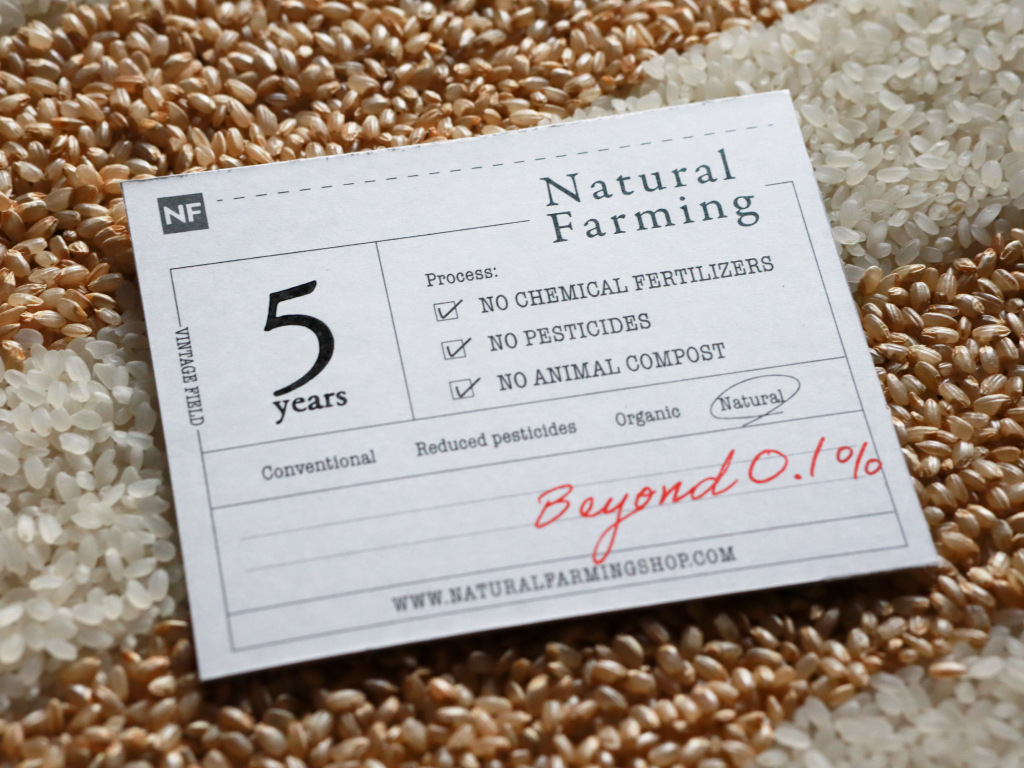 NF
Natural
Farming
VINTAGE FIELD
5
years
Process:
NO CHEMICAL FERTILIZERS
NO PESTICIDES
NO ANIMAL COMPOST
Conventional Reduced pesticides Organic Natural
Beyond 0.1%
WWW.NATURALFARMINGSHOP.COM